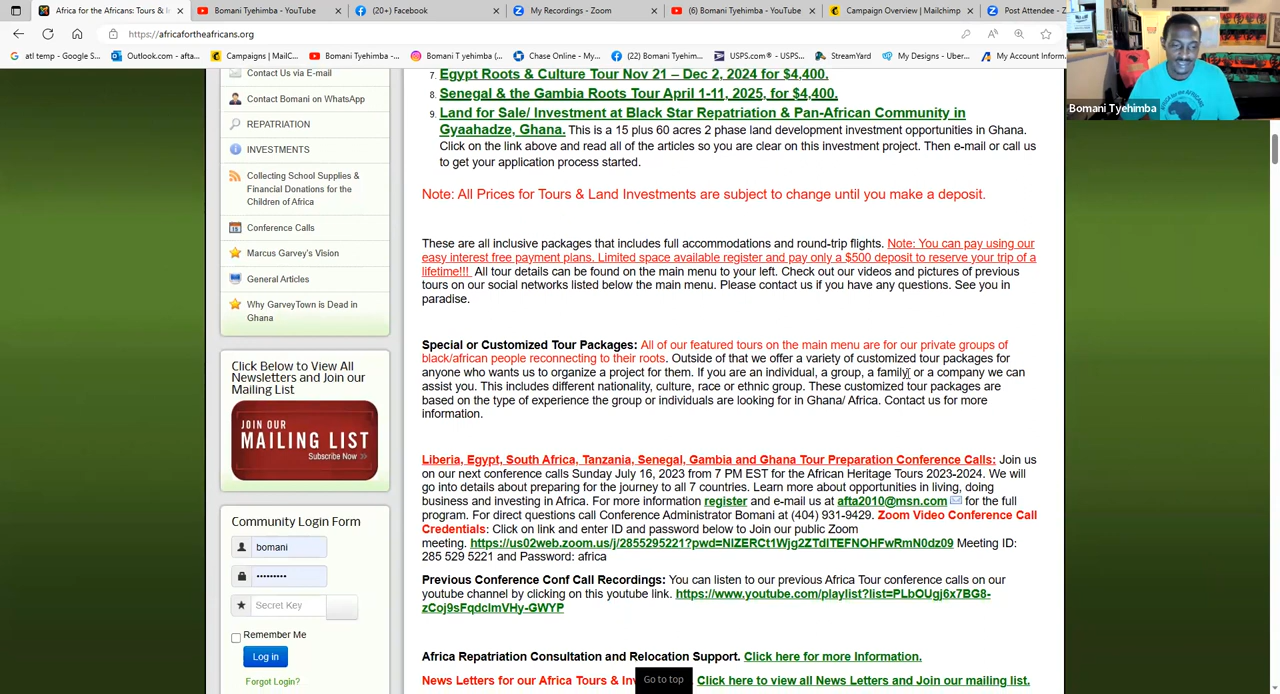 Africa for the Africans: Tours & I
Bomani Yehimba - YouTube
(20+) Facebook
My Recordings - Zoom
(6) Bomani Yehimba - YouTube
Campaign Overview | Mailchimp
Post Attendee - Z
https://africafortheafricans.org
atl temp - Google S...
Outlook.com - afta...
Campaigns | MailC...
Bomani Tyehimba -...
Bomani T yehimba (...
Chase Online - My...
(22) Bomani Tyehim...
USPS.com® - USPS...
StreamYard
My Designs - Uber...
My Account Inform
Bomani Tyehimba
Contact Us via E-mail
Contact Bomani on WhatsApp
REPATRIATION
INVESTMENTS
Collecting School Supplies &
Financial Donations for the
Children of Africa
Conference Calls
Marcus Garvey's Vision
General Articles
Why GarveyTown is Dead in
Ghana
Click Below to View All
Newsletters and Join our
Mailing List
JOIN OUR
MAILING LIST
Subscribe Now >>
Community Login Form
bomani
•••••••••
Secret Key
Remember Me
Log in
Forgot Login?
7. Egypt Roots & Culture Tour Nov 21 – Dec 2, 2024 for $4,400.
8. Senegal & the Gambia Roots Tour April 1-11, 2025, for $4,400.
9. Land for Sale/ Investment at Black Star Repatriation & Pan-African Community in
Gyaahadze, Ghana. This is a 15 plus 60 acres 2 phase land development investment opportunities in Ghana.
Click on the link above and read all of the articles so you are clear on this investment project. Then e-mail or call us
to get your application process started.
Note: All Prices for Tours & Land Investments are subject to change until you make a deposit.
These are all inclusive packages that includes full accommodations and round-trip flights. Note: You can pay using our
easy interest free payment plans. Limited space available register and pay only a $500 deposit to reserve your trip of a
lifetime!!! All tour details can be found on the main menu to your left. Check out our videos and pictures of previous
tours on our social networks listed below the main menu. Please contact us if you have any questions. See you in
paradise.
Special or Customized Tour Packages: All of our featured tours on the main menu are for our private groups of
black/african people reconnecting to their roots. Outside of that we offer a variety of customized tour packages for
anyone who wants us to organize a project for them. If you are an individual, a group, a family, or a company we can
assist you. This includes different nationality, culture, race or ethnic group. These customized tour packages are
based on the type of experience the group or individuals are looking for in Ghana/ Africa. Contact us for more
information.
Liberia, Egypt, South Africa, Tanzania, Senegal, Gambia and Ghana Tour Preparation Conference Calls: Join us
on our next conference calls Sunday July 16, 2023 from 7 PM EST for the African Heritage Tours 2023-2024. We will
go into details about preparing for the journey to all 7 countries. Learn more about opportunities in living, doing
business and investing in Africa. For more information register and e-mail us at afta2010@msn.com for the full
program. For direct questions call Conference Administrator Bomani at (404) 931-9429. Zoom Video Conference Call
Credentials: Click on link and enter ID and password below to Join our public Zoom
meeting. https://us02web.zoom.us/j/2855295221?pwd=NlZERCt1Wjg2ZTdITEFNOHFwRmN0dz09 Meeting ID:
285 529 5221 and Password: africa
Previous Conference Conf Call Recordings: You can listen to our previous Africa Tour conference calls on our
youtube channel by clicking on this youtube link. https://www.youtube.com/playlist?list=PLbOUgj6x7BG8-
zCoj9sFqdclmVHy-GWYP
Africa Repatriation Consultation and Relocation Support. Click here for more Information.
News Letters for our Africa Tours & Inv
Click here to view all News Letters and Join our mailing list.
Go to top